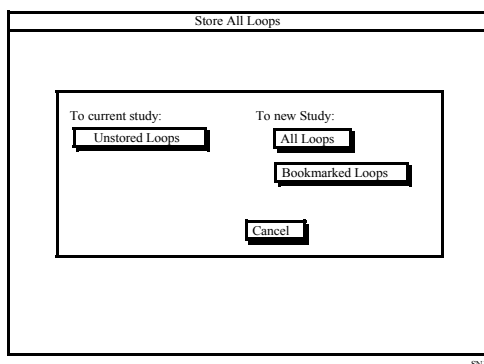 Store All Loops
To current study:
Unstored Loops
To new Study:
All Loops
Bookmarked Loops
Cancel